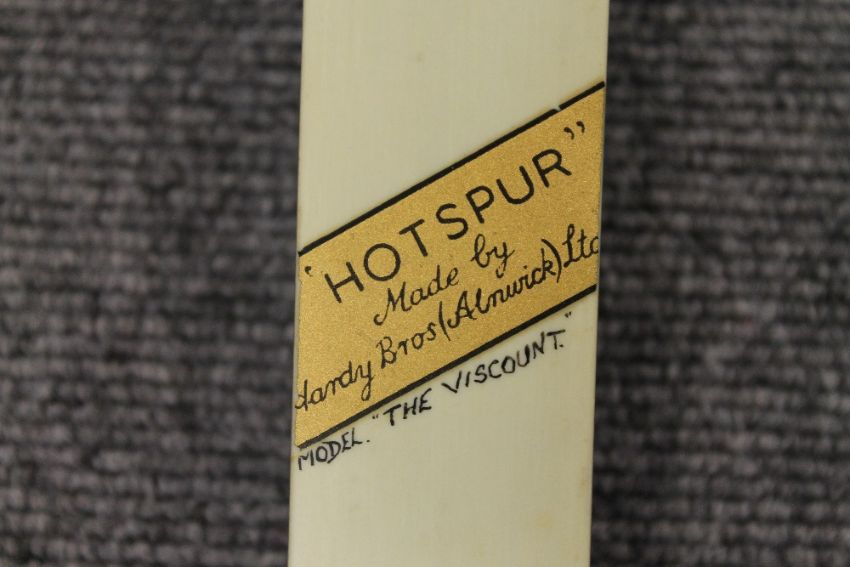 "HOTSPUR"
Made by
Hardy Bros (Alnwick) Ltd
MODEL. "THE VISCOUNT."